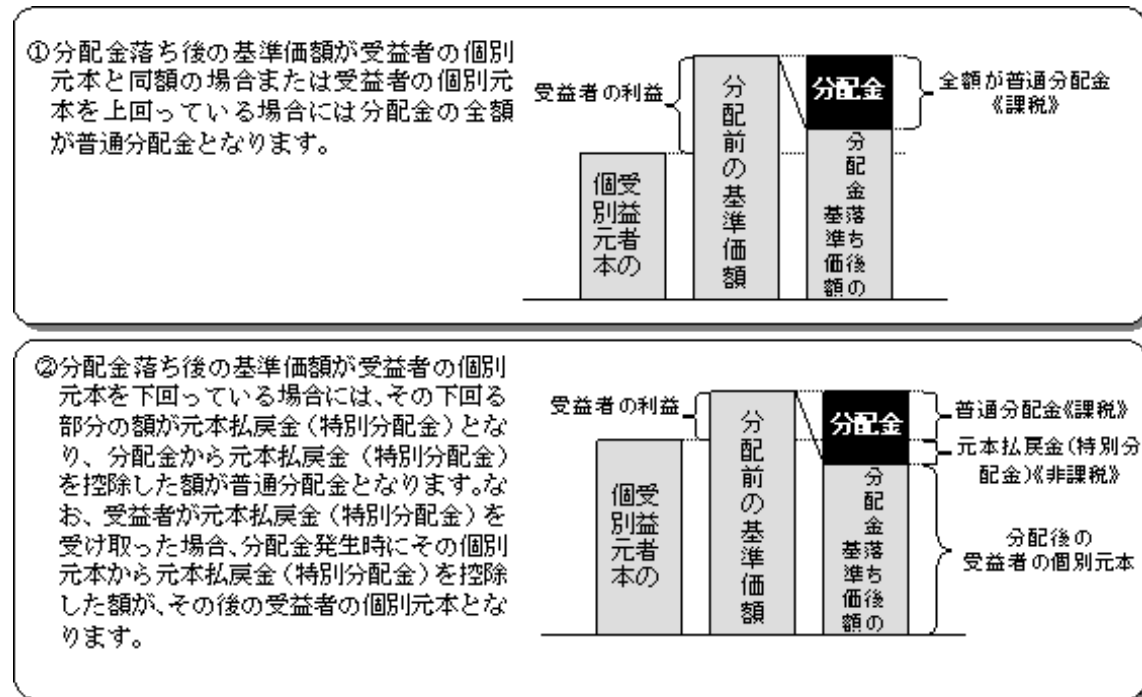 ①分配金落ち後の基準価額が受益者の個別
元本と同額の場合または受益者の個別元
本を上回っている場合には分配金の全額
が普通分配金となります。
受益者の利益
分配前の基準価額
分配金
全額が普通分配金
《課税》
受益者の
個別元本
分配金落ち後の
基準価額
②分配金落ち後の基準価額が受益者の個別
元本を下回っている場合には、その下回る
部分の額が元本払戻金（特別分配金）とな
り、分配金から元本払戻金（特別分配金）
を控除した額が普通分配金となります。な
お、受益者が元本払戻金（特別分配金）を
受け取った場合、分配金発生時にその個別
元本から元本払戻金（特別分配金）を控除
した額が、その後の受益者の個別元本とな
ります。
受益者の利益
分配前の基準価額
分配金
普通分配金《課税》
元本払戻金(特別分
配金)《非課税》
受益者の
個別元本
分配金落ち後の
基準価額
分配後の
受益者の個別元本